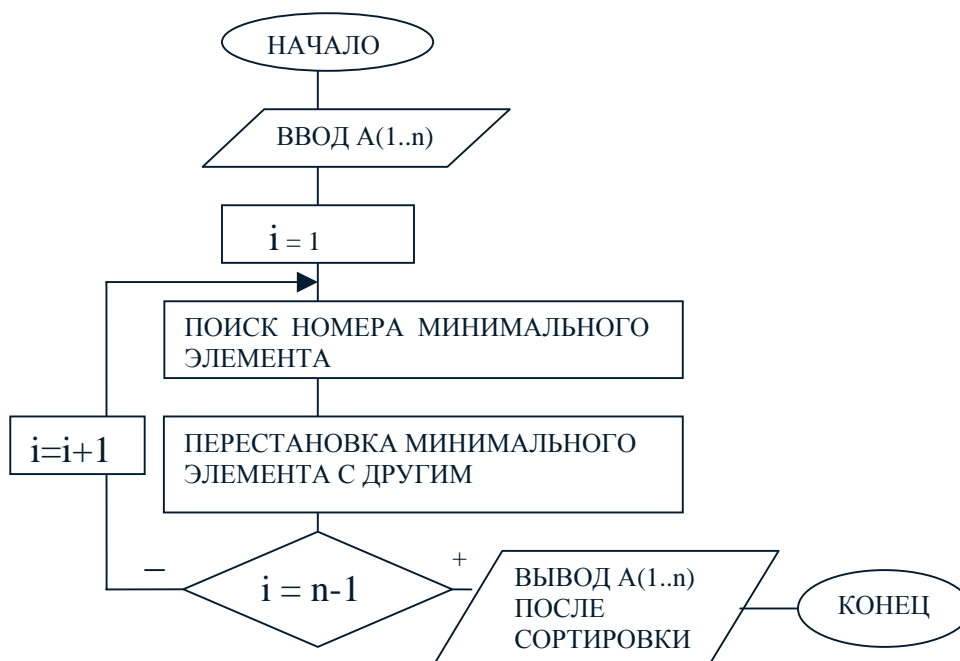 НАЧАЛО
ВВОД А(1..n)
i = 1
ПОИСК НОМЕРА МИНИМАЛЬНОГО
ЭЛЕМЕНТА
i=i+1
ПЕРЕСТАНОВКА МИНИМАЛЬНОГО
ЭЛЕМЕНТА С ДРУГИМ
–
i = n-1
+
ВЫВОД А(1..n)
ПОСЛЕ
СОРТИРОВКИ
КОНЕЦ